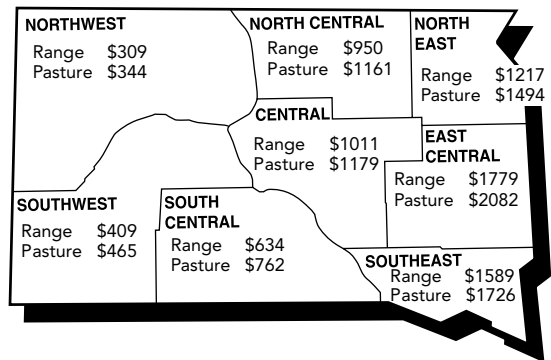 NORTHWEST
Range $309
Pasture $344
NORTH CENTRAL
Range $950
Pasture $1161
NORTH
EAST
Range $1217
Pasture $1494
CENTRAL
Range $1011
Pasture $1179
EAST
CENTRAL
Range $1779
Pasture $2082
SOUTHWEST
Range $409
Pasture $465
SOUTH
CENTRAL
Range $634
Pasture $762
SOUTHEAST
Range $1589
Pasture $1726